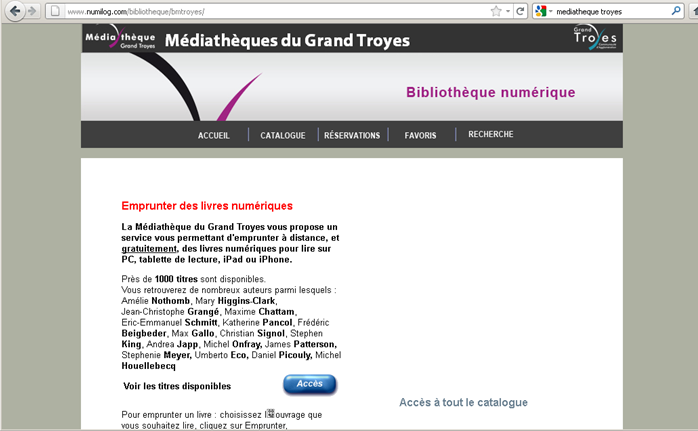 www.numilog.com/bibliotheque/bmtroyes/
mediatheque troyes
Médiathèque
Grand Troyes
Médiathèques du Grand Troyes
Grand
Troyes
Bibliothèque numérique
ACCUEIL CATALOGUE RÉSERVATIONS FAVORIS RECHERCHE
Emprunter des livres numériques
La Médiathèque du Grand Troyes vous propose un
service vous permettant d'emprunter à distance, et
gratuitement, des livres numériques pour lire sur
PC, tablette de lecture, iPad ou iPhone.
Près de 1000 titres sont disponibles.
Vous retrouverez de nombreux auteurs parmi lesquels :
Amélie Nothomb, Mary Higgins-Clark,
Jean-Christophe Grangé, Maxime Chattam,
Eric-Emmanuel Schmitt, Katherine Pancol, Frédéric
Beigbeder, Max Gallo, Christian Signol, Stephen
King, Andrea Japp, Michel Onfray, James Patterson,
Stephenie Meyer, Umberto Eco, Daniel Picouly, Michel
Houellebecq
Voir les titres disponibles Accès
Accès à tout le catalogue
Pour emprunter un livre : choisissez l'ouvrage que
vous souhaitez lire, cliquez sur Emprunter,